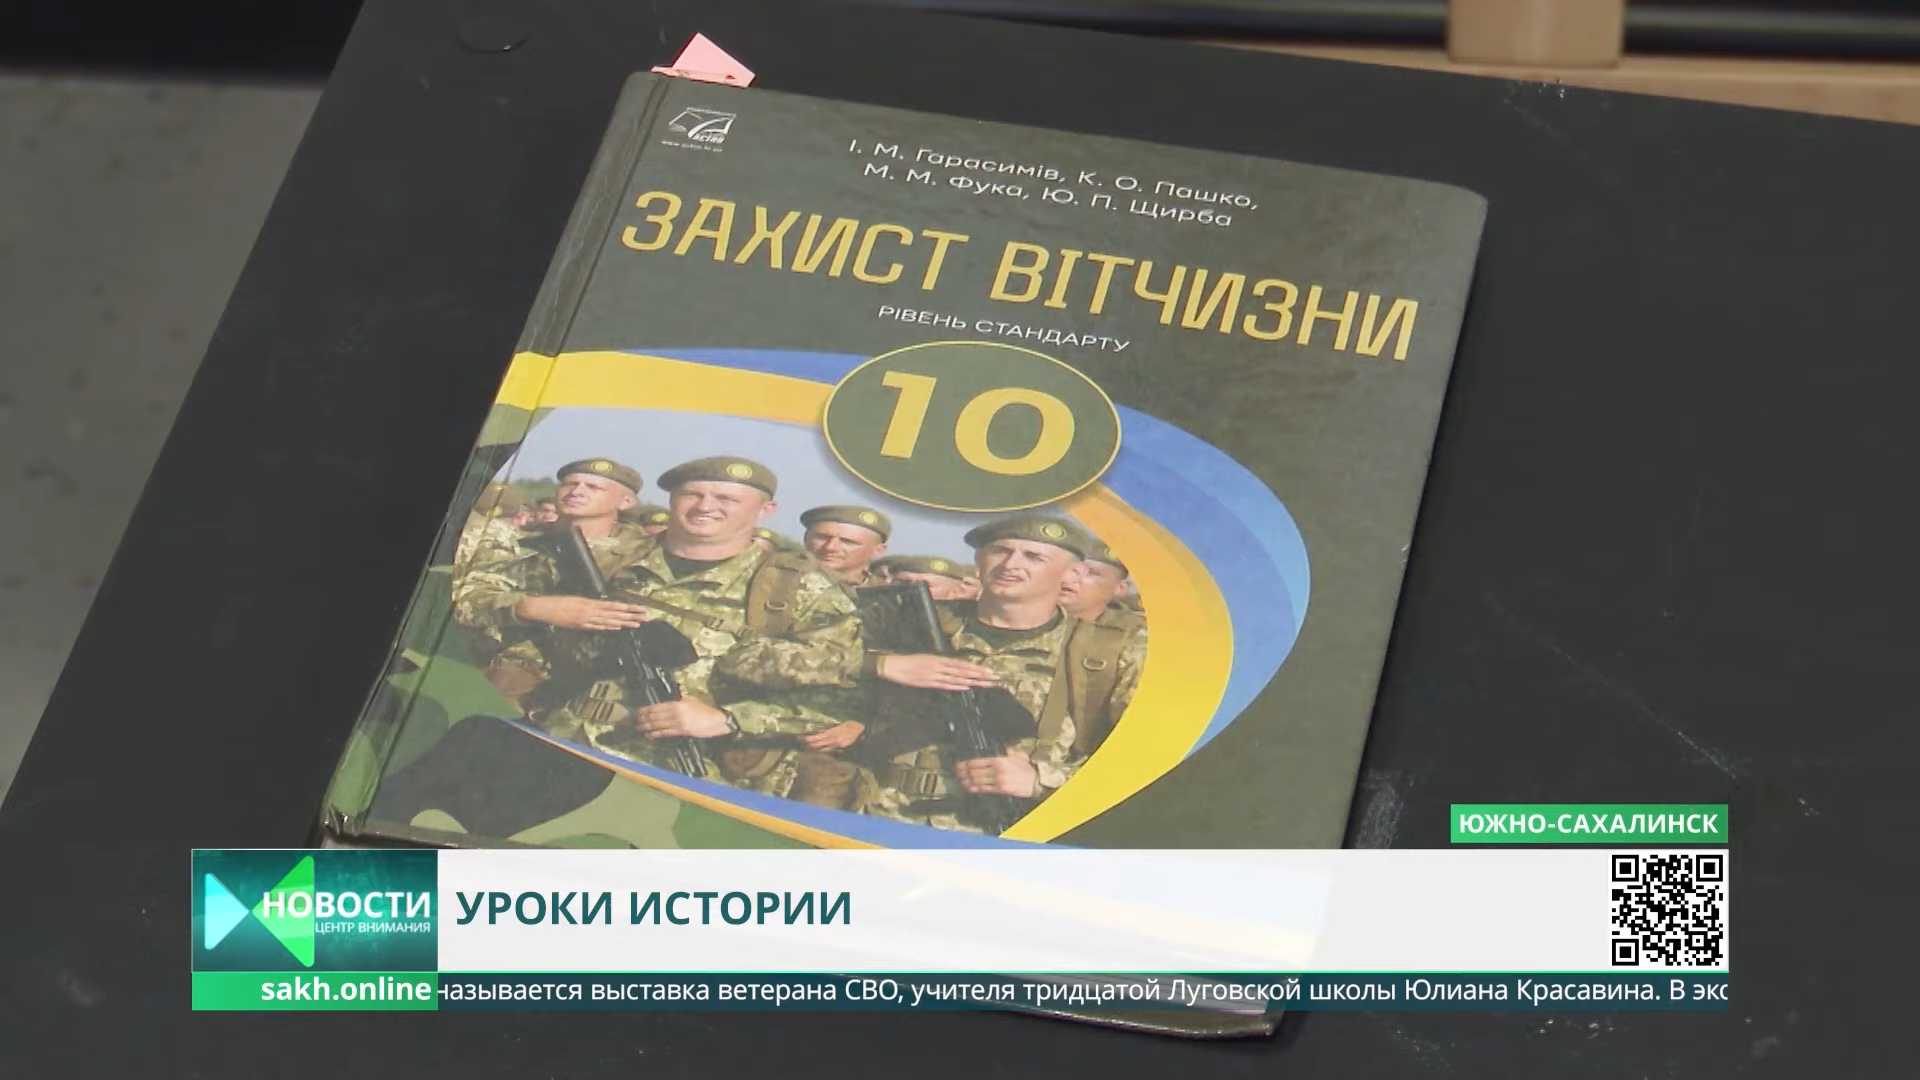 І. М. Гарасимів, К. О. Пашко,
М. М. Фука, Ю. П. Щирба
ЗАХИСТ ВІТЧИЗНИ
РІВЕНЬ СТАНДАРТУ
10
ЮЖНО-САХАЛИНСК
НОВОСТИ
ЦЕНТР ВНИМАНИЯ
УРОКИ ИСТОРИИ
sakh.online
называется выставка ветерана СВО, учителя тридцатой Луговской школы Юлиана Красавина. В экс